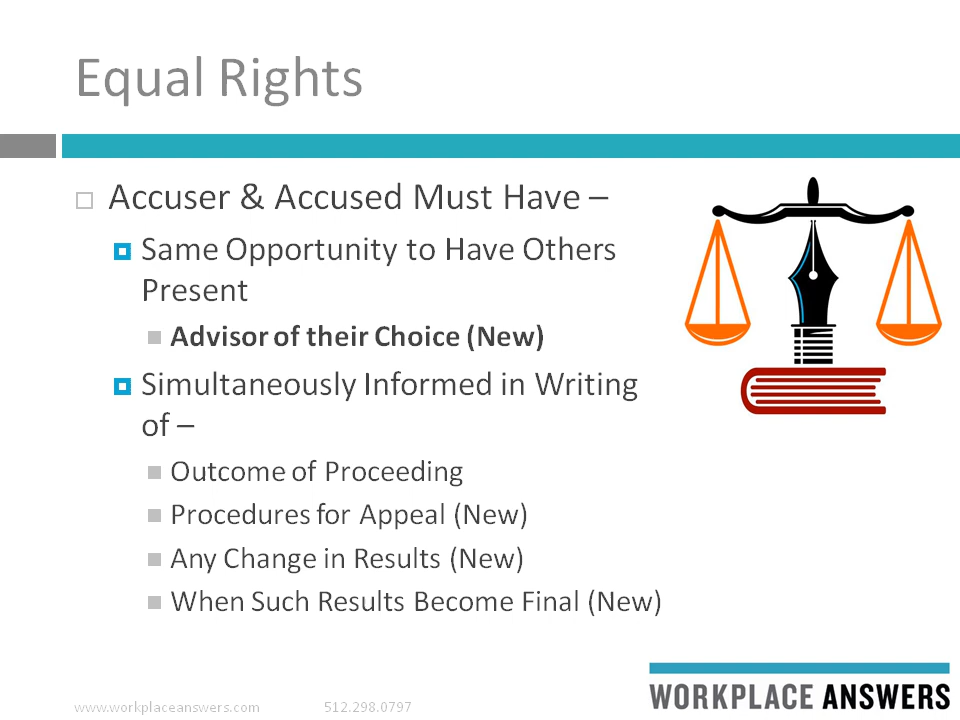 Equal Rights
Accuser & Accused Must Have –
Same Opportunity to Have Others
Present
Advisor of their Choice (New)
Simultaneously Informed in Writing
of –
Outcome of Proceeding
Procedures for Appeal (New)
Any Change in Results (New)
When Such Results Become Final (New)
www.workplaceanswers.com 512.298.0797
WORKPLACE ANSWERS